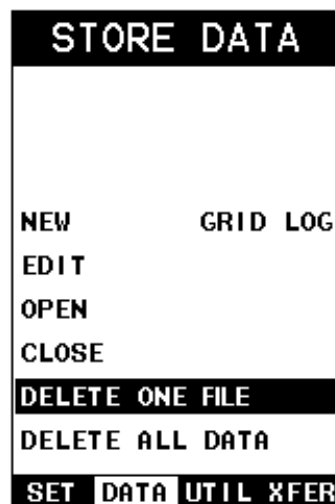 STORE DATA
NEW GRID LOG
EDIT
OPEN
CLOSE
DELETE ONE FILE
DELETE ALL DATA
SET DATA UTIL XFER